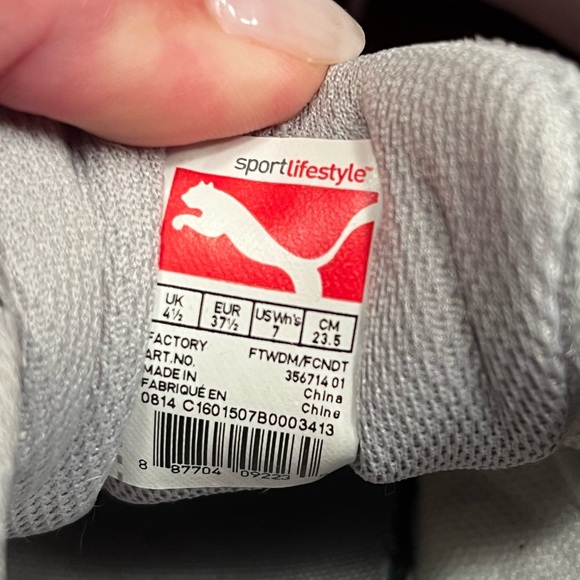 sportlifestyle™
UK EUR US Wn's CM
4½ 37½ 7 23.5
FACTORY FTWDM/FCNDT
ART.NO. 356714 01
MADE IN China
FABRIQUÉ EN Chine
0814 C1601507B0003413
8 87704 09223